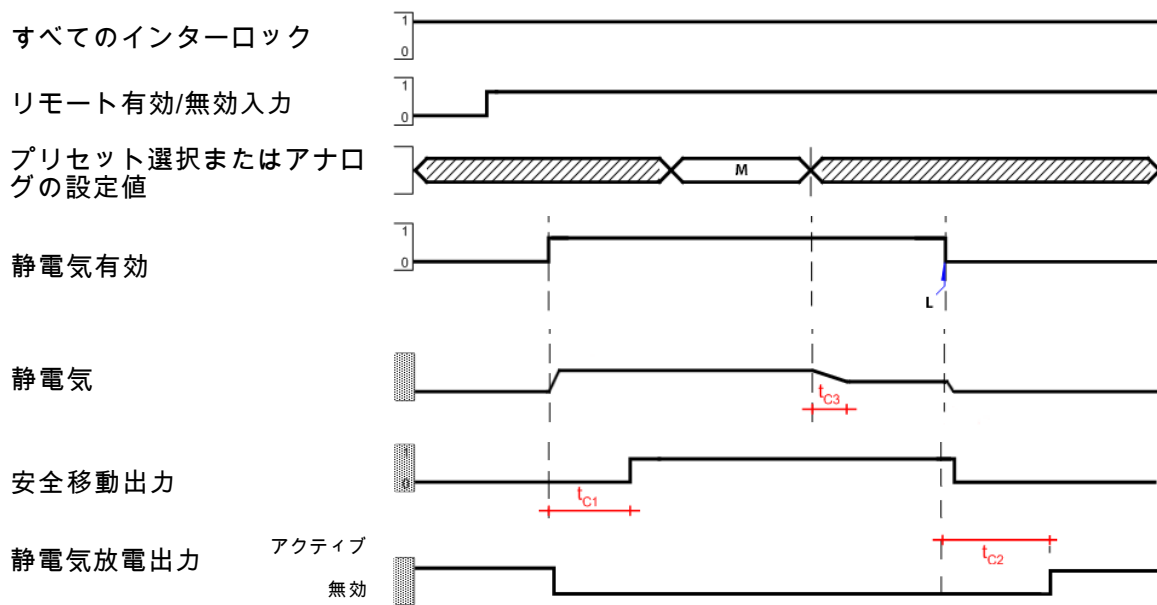 すべてのインターロック
1
0
リモート有効/無効入力
1
0
プリセット選択またはアナロ
グの設定値
M
静電気有効
1
0
L
静電気
tC3
安全移動出力
1
0
tC1
静電気放電出力
アクティブ
無効
tC2